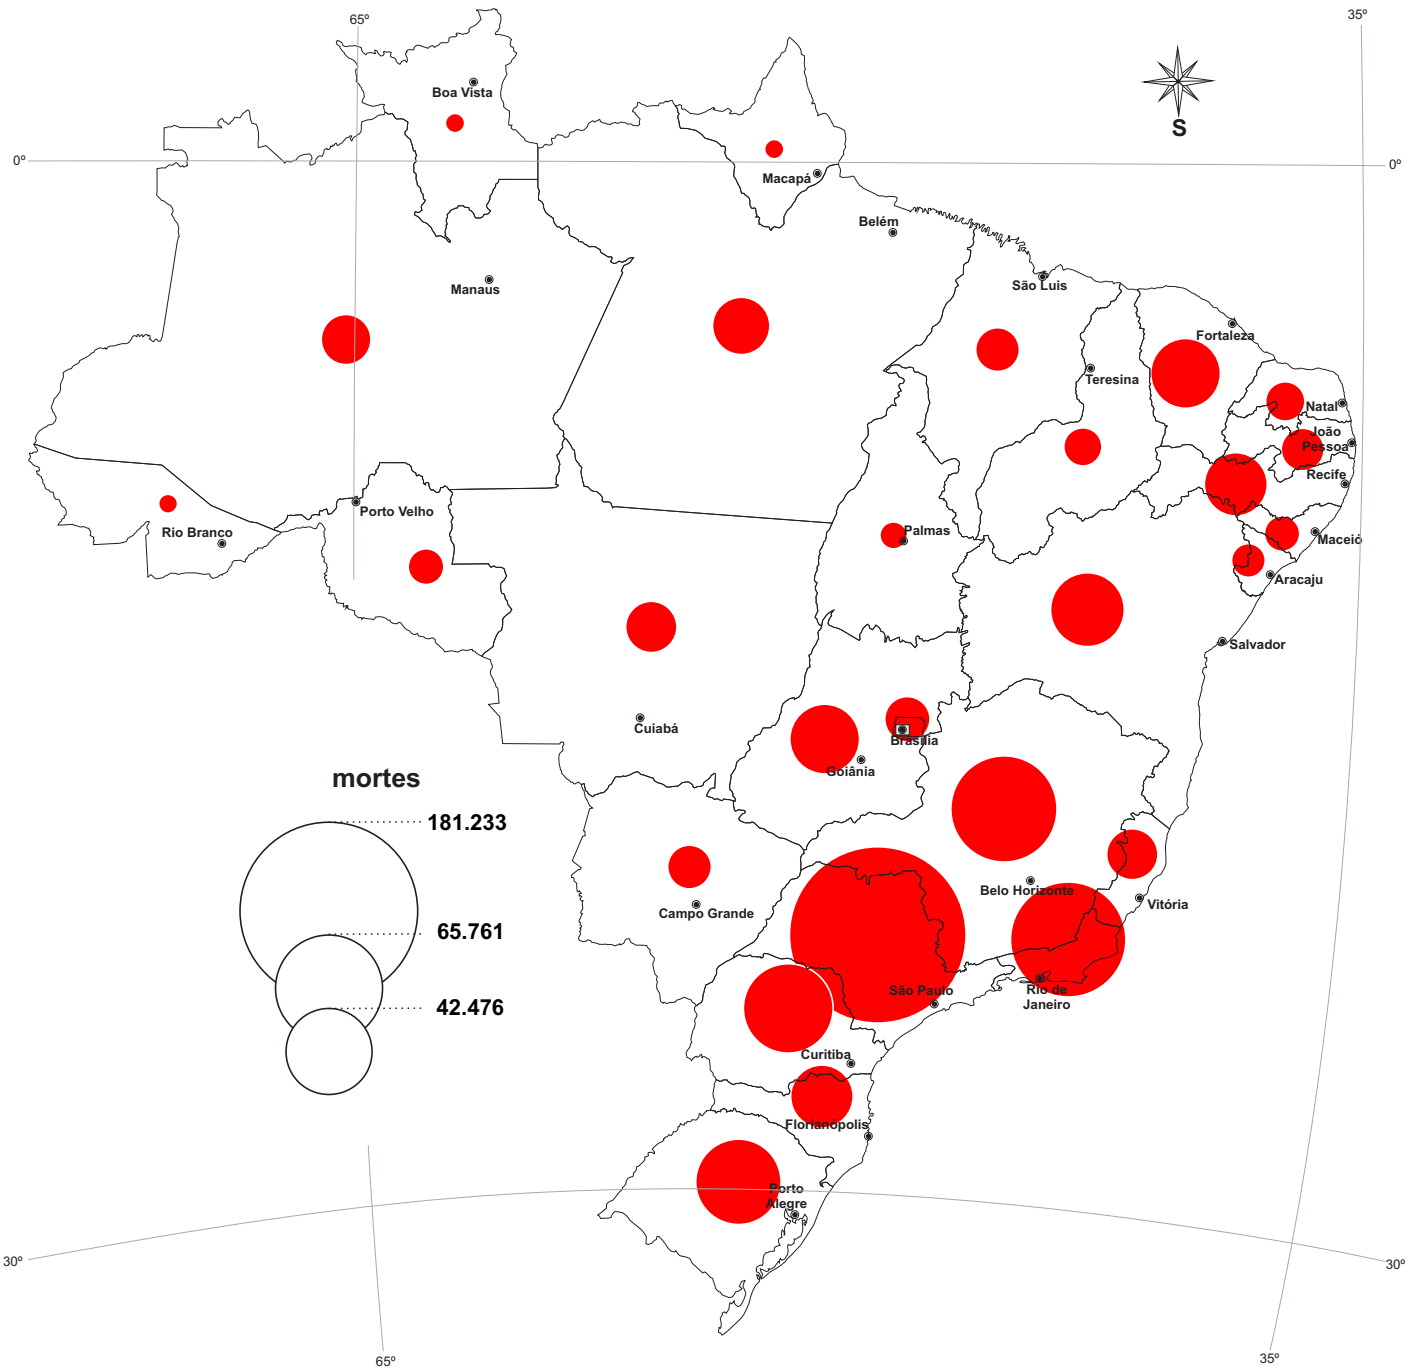 65º
35º
Boa Vista
S
0º
0º
Macapá
Belém
Manaus
São Luis
Fortaleza
Teresina
Natal
João
Pessoa
Recife
Porto Velho
Rio Branco
Palmas
Maceió
Aracaju
Salvador
Cuiabá
Brasília
Goiânia
mortes
181.233
65.761
42.476
Belo Horizonte
Vitória
Campo Grande
São Paulo
Rio de
Janeiro
Curitiba
Florianópolis
Porto
Alegre
30º
30º
65º
35º